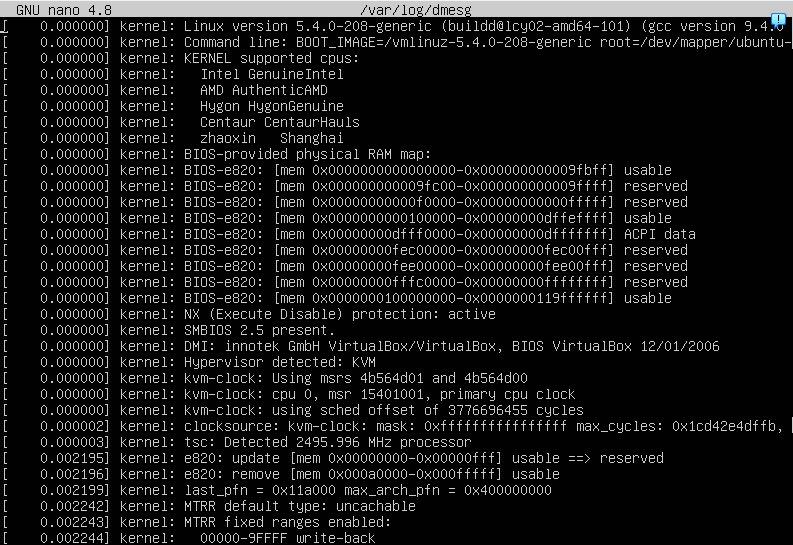 GNU nano 4.8 /var/log/dmesg
[    0.000000] kernel: Linux version 5.4.0-208-generic (buildd@lcy02-amd64-101) (gcc version 9.4.0
[    0.000000] kernel: Command line: BOOT_IMAGE=/vmlinuz-5.4.0-208-generic root=/dev/mapper/ubuntu-
[    0.000000] kernel: KERNEL supported cpus:
[    0.000000] kernel:   Intel GenuineIntel
[    0.000000] kernel:   AMD AuthenticAMD
[    0.000000] kernel:   Hygon HygonGenuine
[    0.000000] kernel:   Centaur CentaurHauls
[    0.000000] kernel:   zhaoxin   Shanghai
[    0.000000] kernel: BIOS-provided physical RAM map:
[    0.000000] kernel: BIOS-e820: [mem 0x0000000000000000-0x000000000009fbff] usable
[    0.000000] kernel: BIOS-e820: [mem 0x000000000009fc00-0x000000000009ffff] reserved
[    0.000000] kernel: BIOS-e820: [mem 0x00000000000f0000-0x00000000000fffff] reserved
[    0.000000] kernel: BIOS-e820: [mem 0x0000000000100000-0x00000000dffeffff] usable
[    0.000000] kernel: BIOS-e820: [mem 0x00000000dfff0000-0x00000000dfffffff] ACPI data
[    0.000000] kernel: BIOS-e820: [mem 0x00000000fec00000-0x00000000fec00fff] reserved
[    0.000000] kernel: BIOS-e820: [mem 0x00000000fee00000-0x00000000fee00fff] reserved
[    0.000000] kernel: BIOS-e820: [mem 0x00000000fffc0000-0x00000000ffffffff] reserved
[    0.000000] kernel: BIOS-e820: [mem 0x0000000100000000-0x0000000119ffffff] usable
[    0.000000] kernel: NX (Execute Disable) protection: active
[    0.000000] kernel: SMBIOS 2.5 present.
[    0.000000] kernel: DMI: innotek GmbH VirtualBox/VirtualBox, BIOS VirtualBox 12/01/2006
[    0.000000] kernel: Hypervisor detected: KVM
[    0.000000] kernel: kvm-clock: Using msrs 4b564d01 and 4b564d00
[    0.000000] kernel: kvm-clock: cpu 0, msr 15401001, primary cpu clock
[    0.000000] kernel: kvm-clock: using sched offset of 3776696455 cycles
[    0.000002] kernel: clocksource: kvm-clock: mask: 0xffffffffffffffff max_cycles: 0x1cd42e4dffb,
[    0.000003] kernel: tsc: Detected 2495.996 MHz processor
[    0.002195] kernel: e820: update [mem 0x00000000-0x00000fff] usable ==> reserved
[    0.002196] kernel: e820: remove [mem 0x000a0000-0x000fffff] usable
[    0.002199] kernel: last_pfn = 0x11a000 max_arch_pfn = 0x400000000
[    0.002242] kernel: MTRR default type: uncachable
[    0.002243] kernel: MTRR fixed ranges enabled:
[    0.002244] kernel:   00000-9FFFF write-back